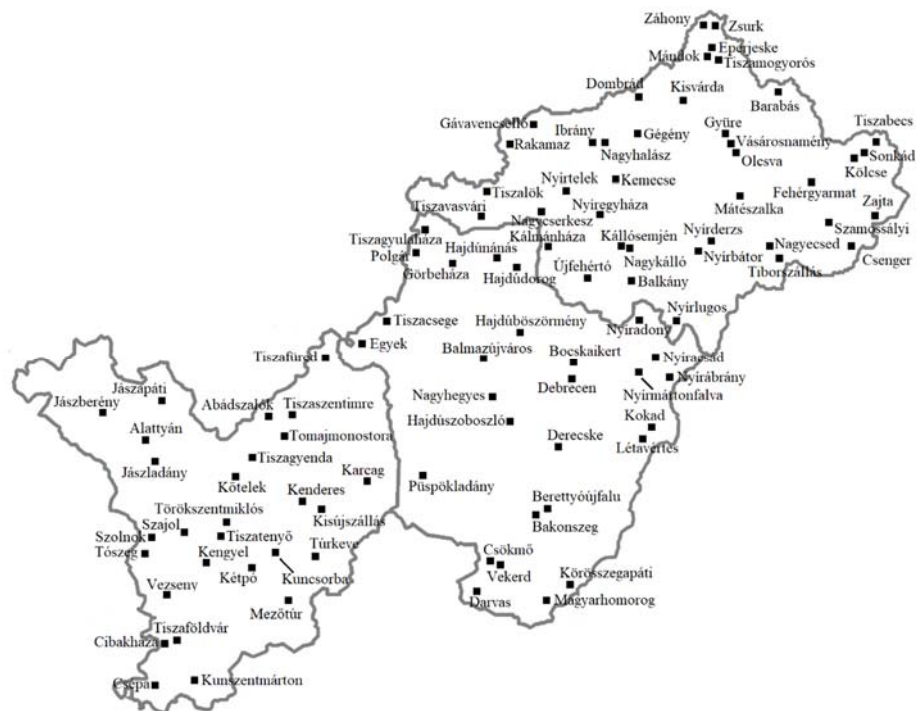 Záhony
Zsurk
Eperjeske
Mándok
Tiszamogyorós
Dombrád
Kisvárda
Barabás
Gávavencsellő
Ibrány
Gégény
Gyüre
Tiszabecs
Rakamaz
Nagyhalász
Vásárosnamény
Olcsva
Sonkád
Kölcse
Nyírtelek
Kemecse
Fehérgyarmat
Tiszalök
Nyíregyháza
Mátészalka
Zajta
Tiszavasvári
Nagycserkesz
Szamossályi
Tiszagyulaháza
Hajdúnánás
Kálmánháza
Kállósemjén
Nyírderzs
Nagyecsed
Polgár
Nagykálló
Nyírbátor
Csenger
Görbeháza
Hajdúdorog
Újfehértó
Balkány
Tiborszállás
Nyírlugos
Tiszacsege
Hajdúböszörmény
Nyíradony
Egyek
Balmazújváros
Bocskaikert
Nyíracsád
Tiszafüred
Debrecen
Nyírábrány
Nyírmártonfalva
Jászapáti
Jászberény
Abádszalók
Tiszaszentimre
Nagyhegyes
Kokad
Alattyán
Tomajmonostora
Hajdúszoboszló
Derecske
Létavértes
Jászladány
Tiszagyenda
Karcag
Kőtelek
Kenderes
Püspökladány
Törökszentmiklós
Kisújszállás
Berettyóújfalu
Szajol
Bakonszeg
Szolnok
Tiszatenyő
Túrkeve
Tószeg
Kengyel
Csökmő
Kétpó
Kuncsorba
Vekerd
Körösszegapáti
Vezseny
Mezőtúr
Darvas
Magyarhomorog
Tiszaföldvár
Cibakháza
Csépa
Kunszentmárton